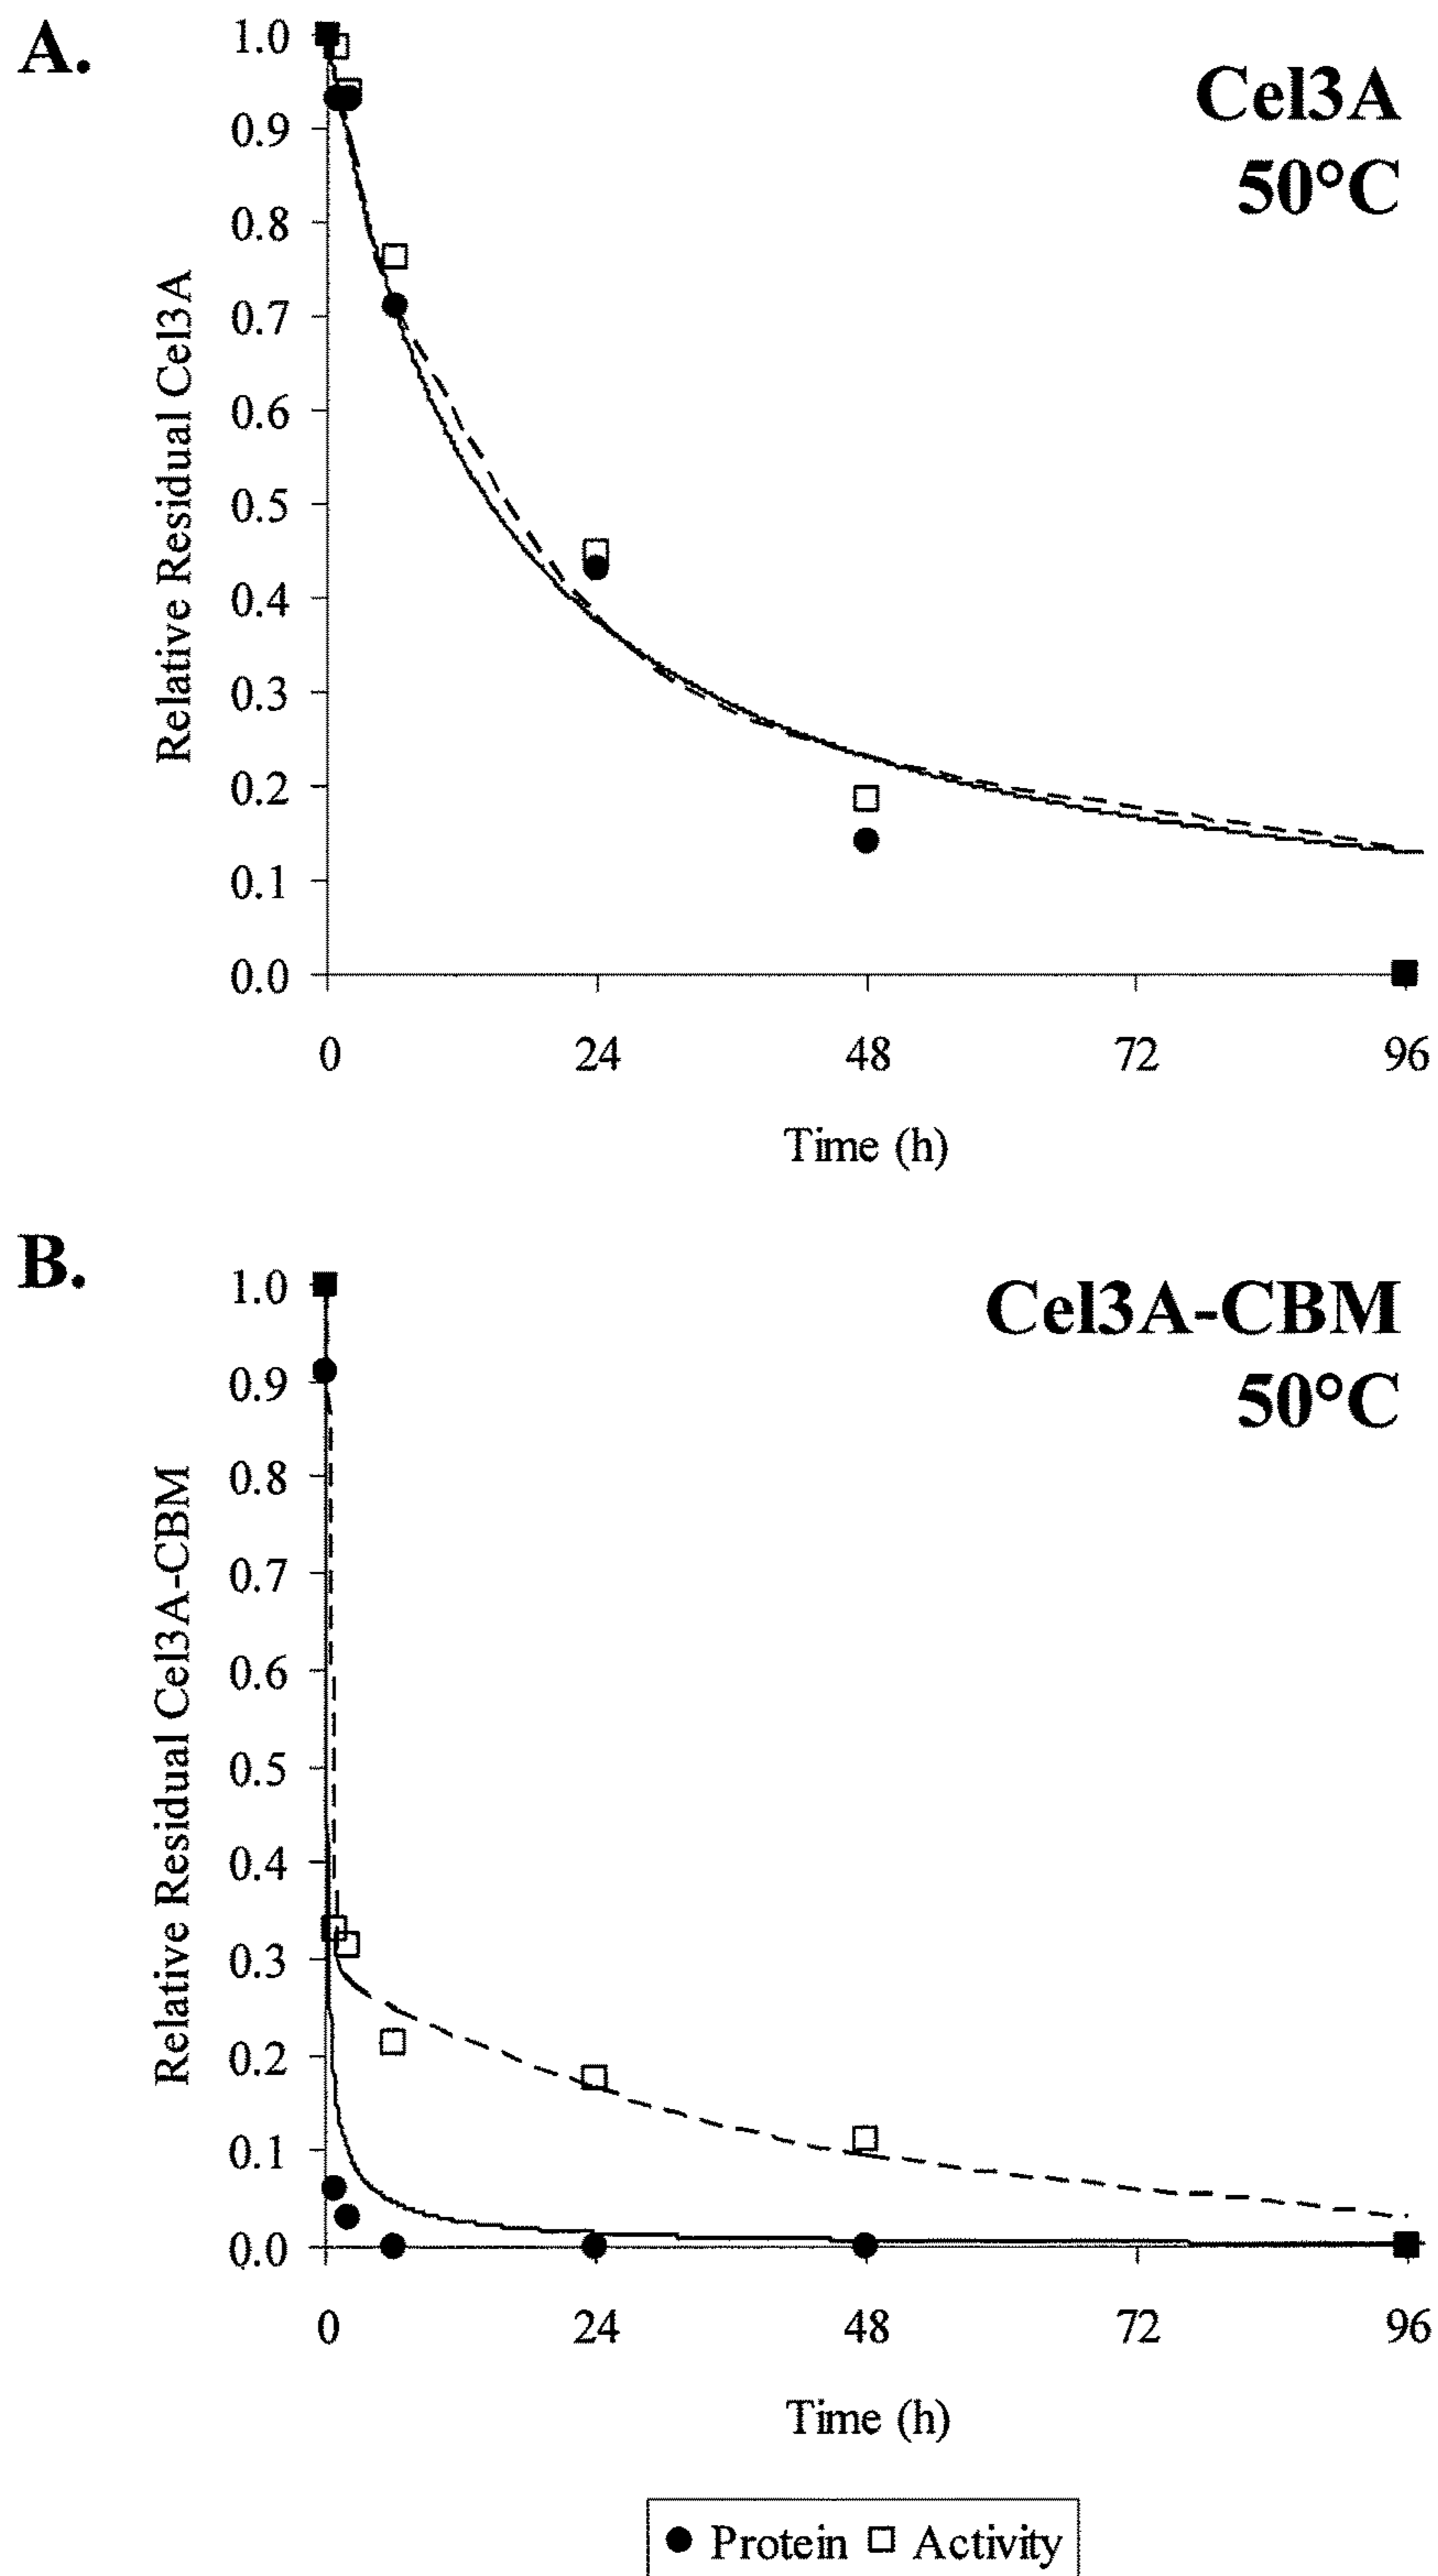 A.
Cel3A
50°C
Relative Residual Cel3A
1.0
0.9
0.8
0.7
0.6
0.5
0.4
0.3
0.2
0.1
0.0
0 24 48 72 96
Time (h)
B.
Cel3A-CBM
50°C
Relative Residual Cel3A-CBM
1.0
0.9
0.8
0.7
0.6
0.5
0.4
0.3
0.2
0.1
0.0
0 24 48 72 96
Time (h)
Protein Activity